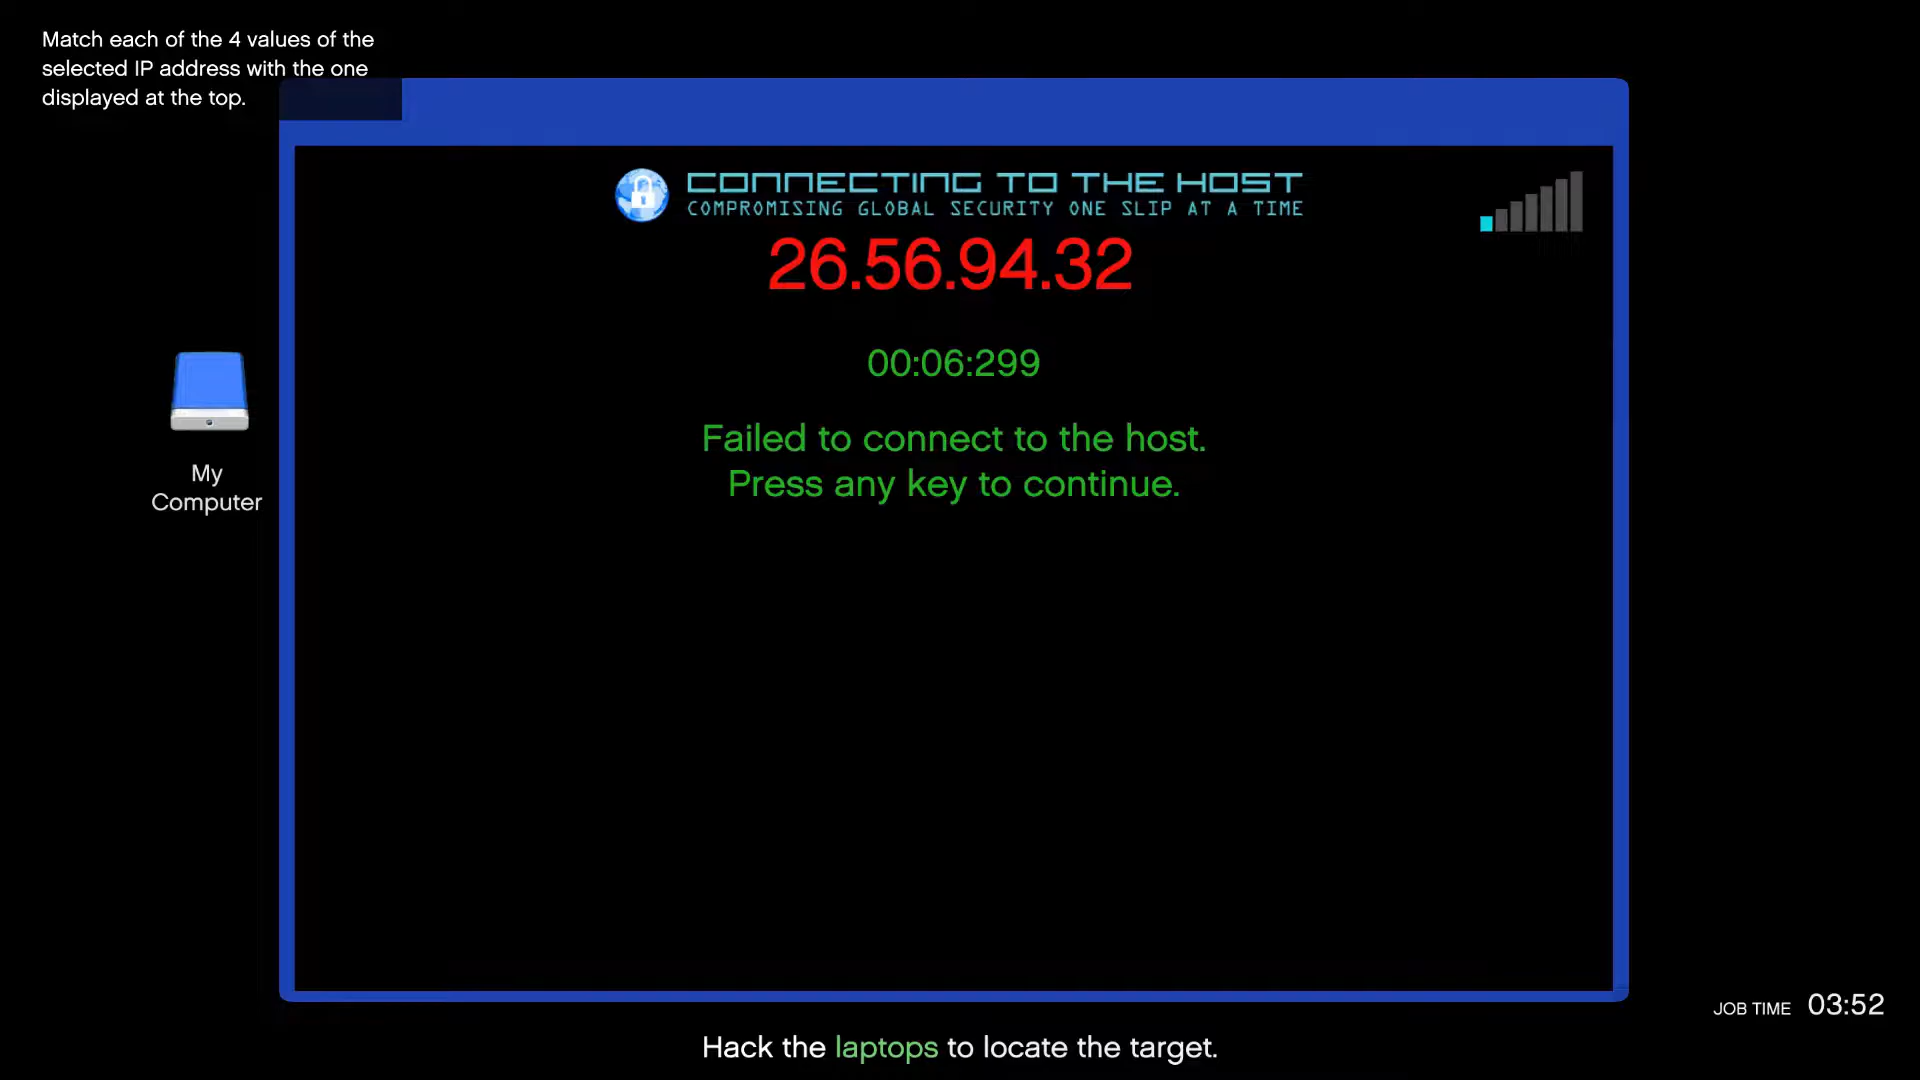 Match each of the 4 values of the
selected IP address with the one
displayed at the top.
CONNECTING TO THE HOST
COMPROMISING GLOBAL SECURITY ONE SLIP AT A TIME
26.56.94.32
00:06:299
Failed to connect to the host.
Press any key to continue.
My
Computer
JOB TIME 03:52
Hack the laptops to locate the target.